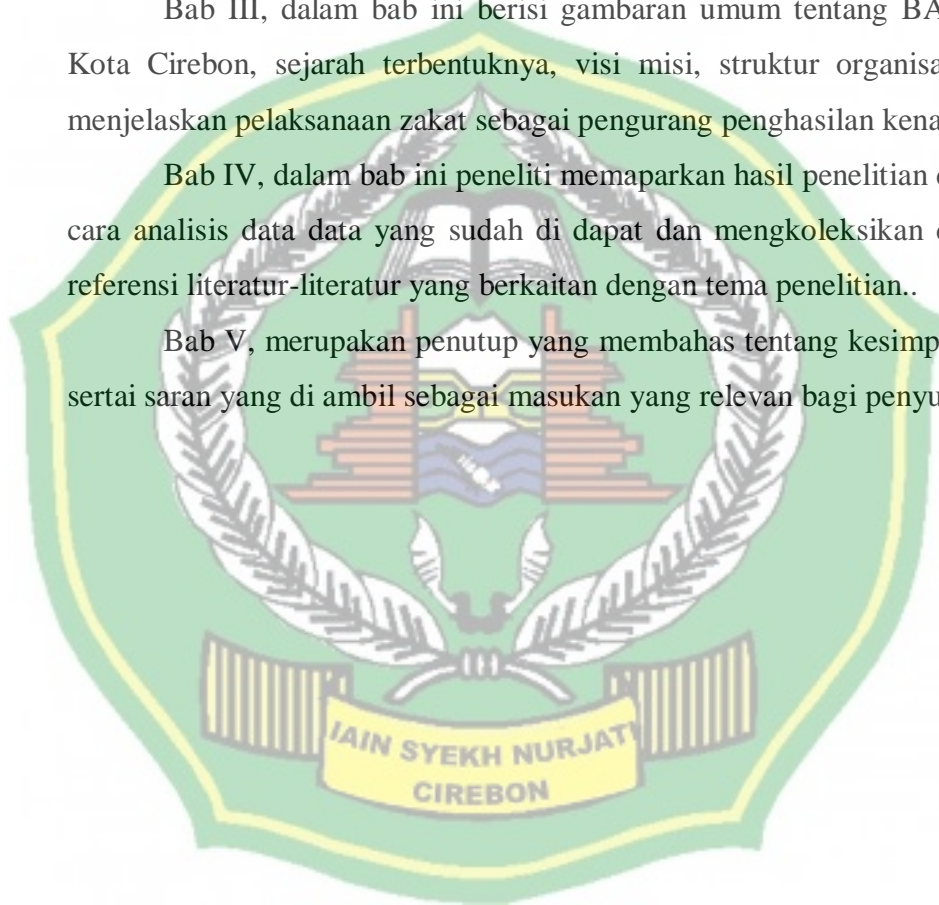 Bab III, dalam bab ini berisi gambaran umum tentang BA
Kota Cirebon, sejarah terbentuknya, visi misi, struktur organisa
menjelaskan pelaksanaan zakat sebagai pengurang penghasilan kena
Bab IV, dalam bab ini peneliti memaparkan hasil penelitian
cara analisis data data yang sudah di dapat dan mengkoleksikan
referensi literatur-literatur yang berkaitan dengan tema penelitian..
Bab V, merupakan penutup yang membahas tentang kesimp
sertai saran yang di ambil sebagai masukan yang relevan bagi penyu
IAIN SYEKH NURJATI
CIREBON